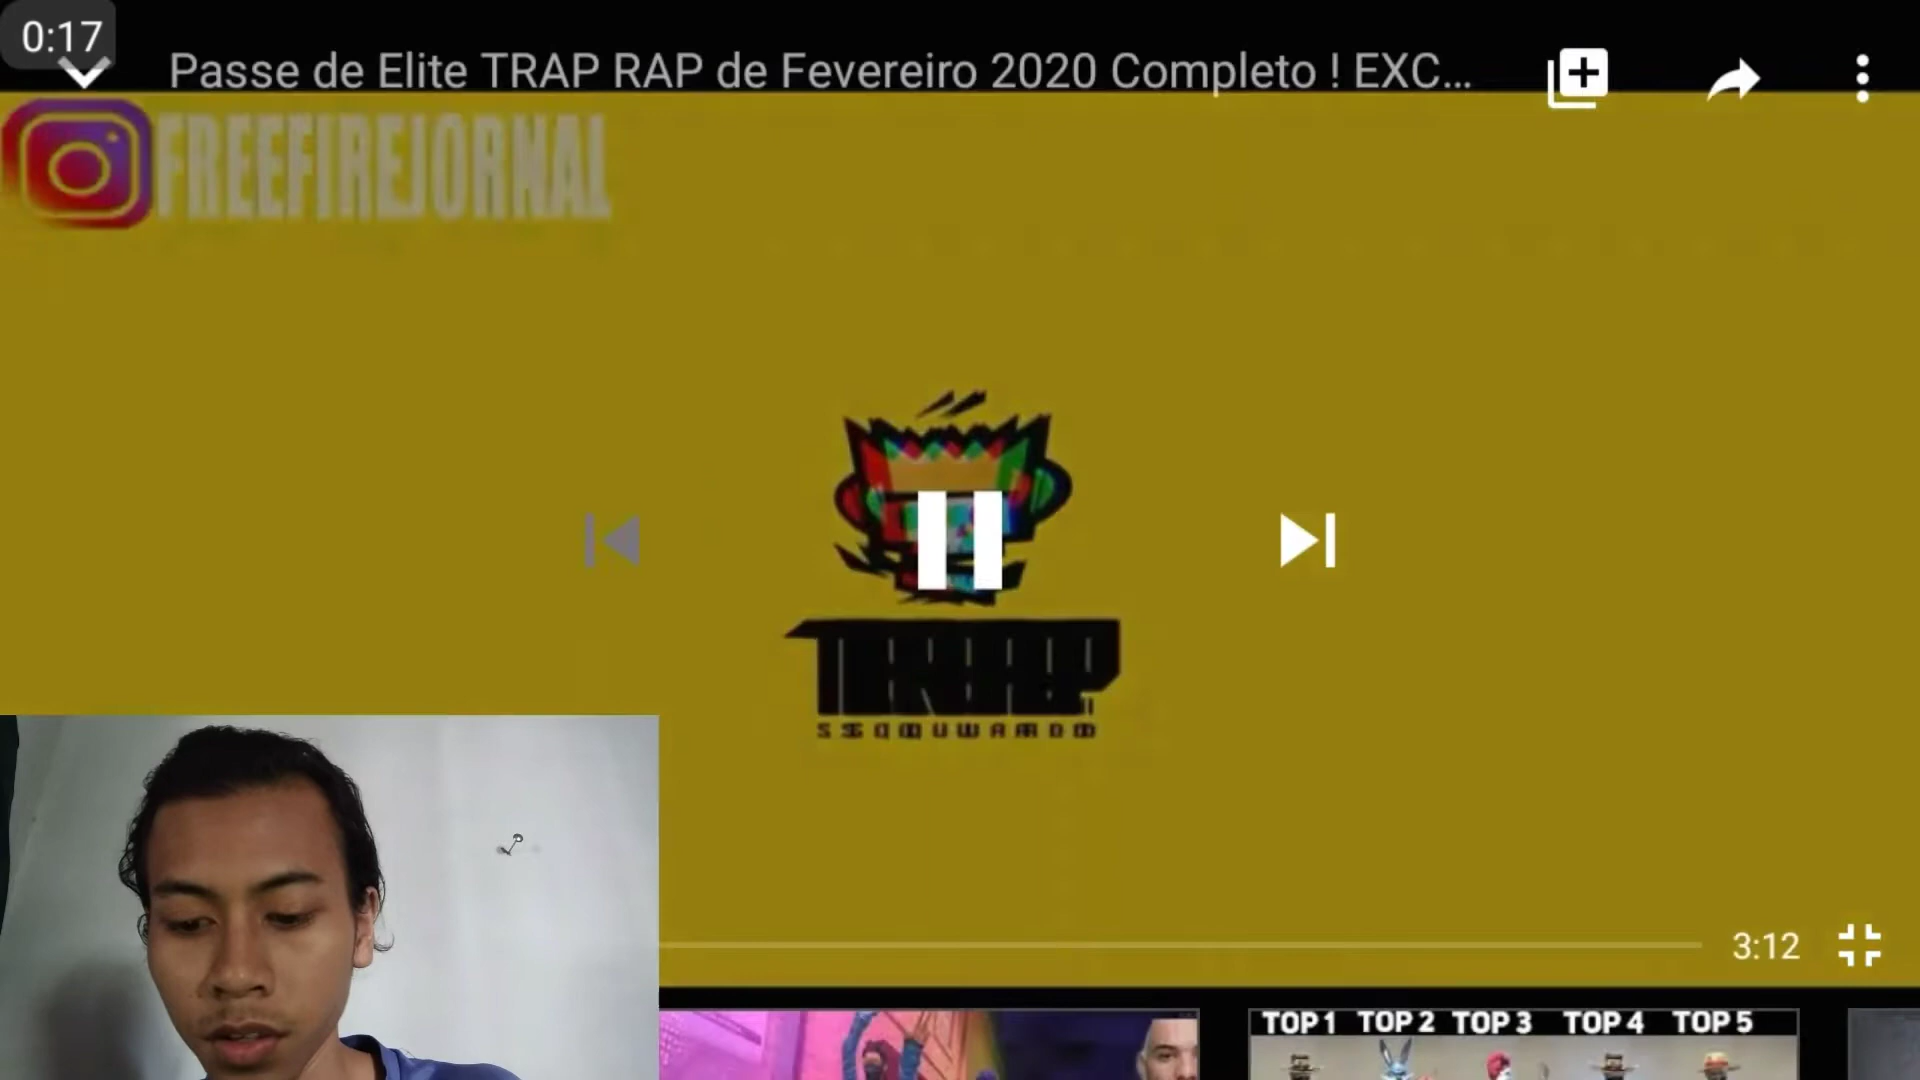 0:17
Passe de Elite TRAP RAP de Fevereiro 2020 Completo ! EXC...
FREEFIREJORNAL
3:12
TOP 1 TOP 2 TOP 3 TOP 4 TOP 5